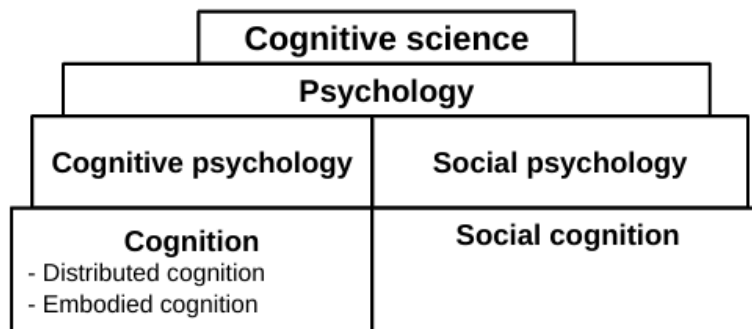 Cognitive science
Psychology
Cognitive psychology
Social psychology
Cognition
- Distributed cognition
- Embodied cognition
Social cognition